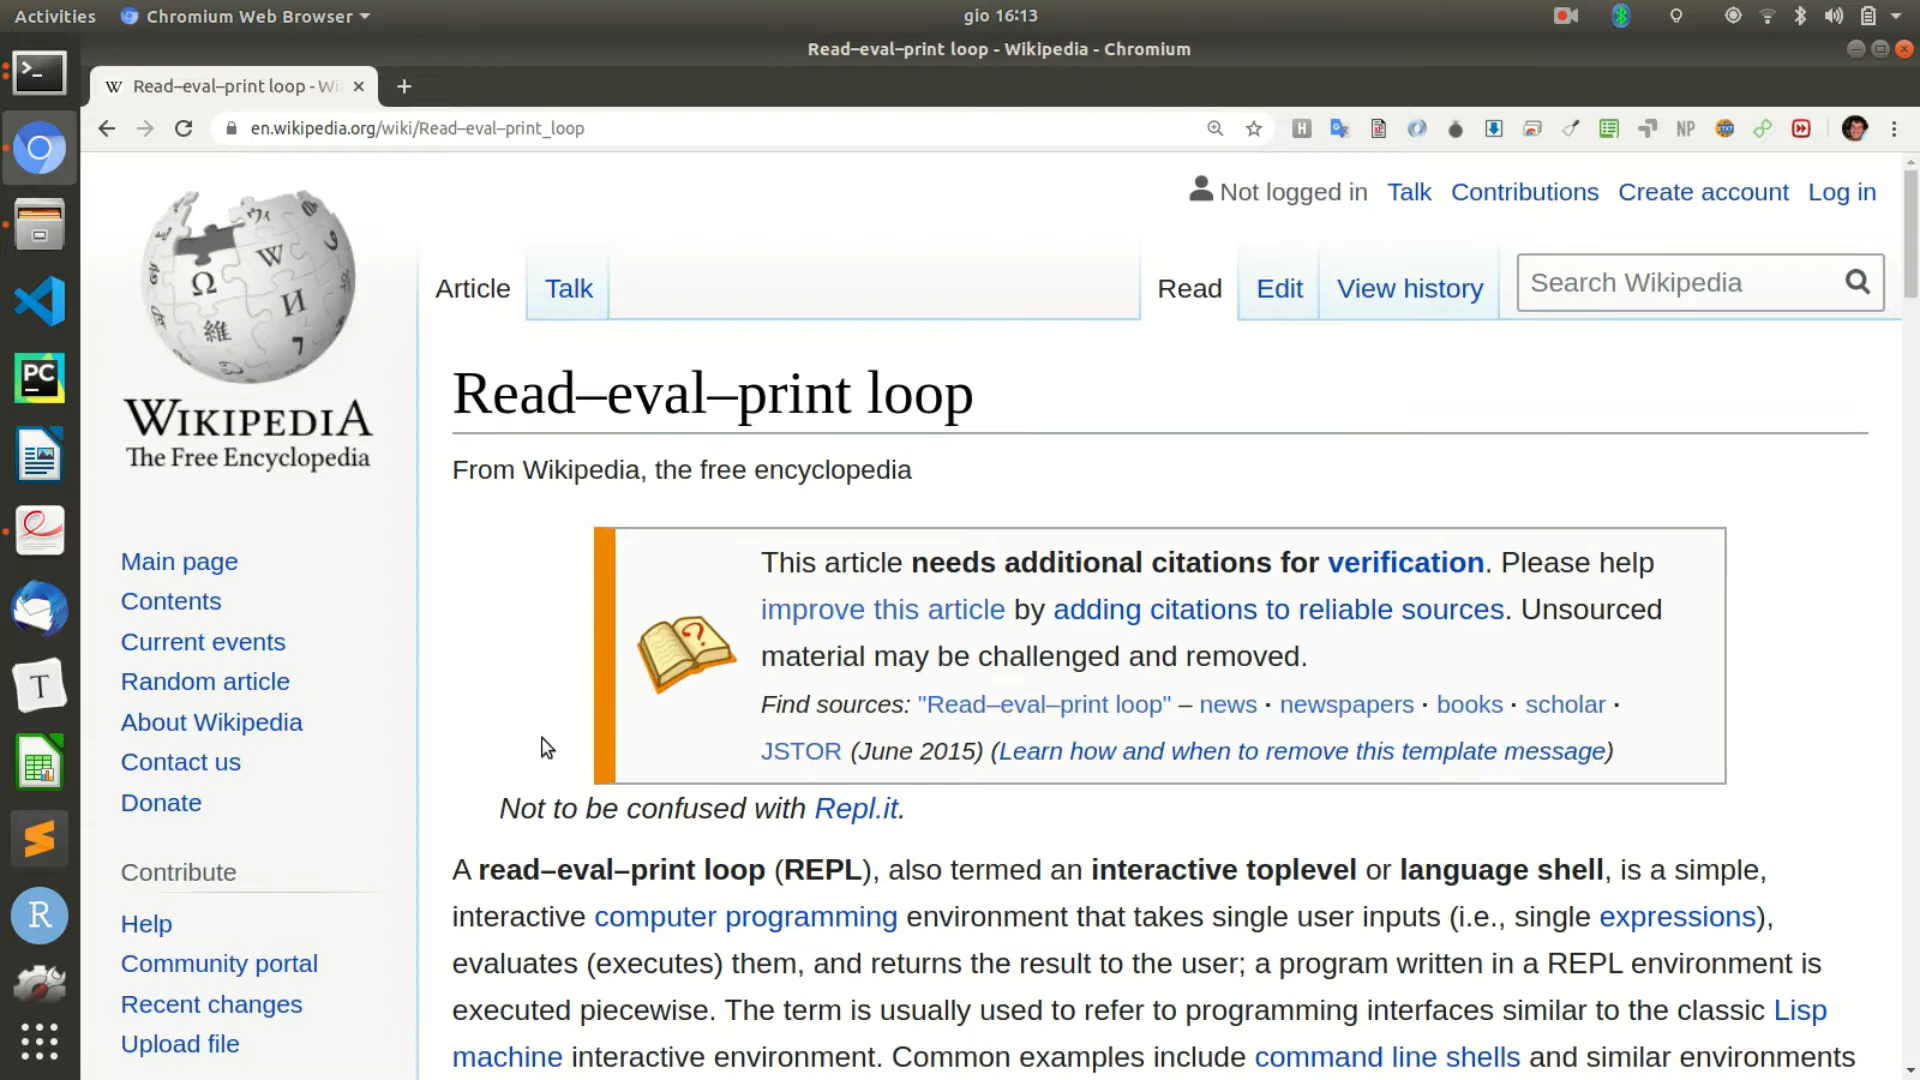 Activities
Chromium Web Browser
gio 16:13
Read–eval–print loop - Wikipedia - Chromium
Read–eval–print loop - Wi
en.wikipedia.org/wiki/Read–eval–print_loop
Not logged in Talk Contributions Create account Log in
Article Talk Read Edit View history Search Wikipedia
WIKIPEDIA
The Free Encyclopedia
Main page
Contents
Current events
Random article
About Wikipedia
Contact us
Donate
Contribute
Help
Community portal
Recent changes
Upload file
Read–eval–print loop
From Wikipedia, the free encyclopedia
This article needs additional citations for verification. Please help
improve this article by adding citations to reliable sources. Unsourced
material may be challenged and removed.
Find sources: "Read–eval–print loop" – news · newspapers · books · scholar ·
JSTOR (June 2015) (Learn how and when to remove this template message)
Not to be confused with Repl.it.
A read–eval–print loop (REPL), also termed an interactive toplevel or language shell, is a simple,
interactive computer programming environment that takes single user inputs (i.e., single expressions),
evaluates (executes) them, and returns the result to the user; a program written in a REPL environment is
executed piecewise. The term is usually used to refer to programming interfaces similar to the classic Lisp
machine interactive environment. Common examples include command line shells and similar environments